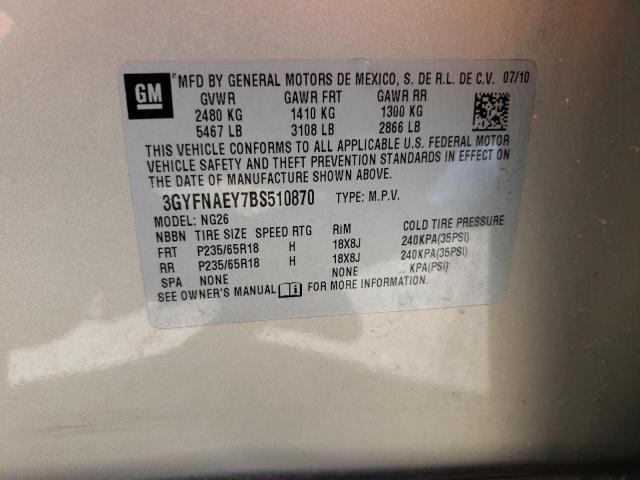 GM
MFD BY GENERAL MOTORS DE MEXICO, S. DE R.L. DE C.V. 07/10
GVWR GAWR FRT GAWR RR
2480 KG 1410 KG 1300 KG
5467 LB 3108 LB 2866 LB
THIS VEHICLE CONFORMS TO ALL APPLICABLE U.S. FEDERAL MOTOR
VEHICLE SAFETY AND THEFT PREVENTION STANDARDS IN EFFECT ON
THE DATE OF MANUFACTURE SHOWN ABOVE.
3GYFNAEY7BS510870 TYPE: M.P.V.
MODEL: NG26
NBBN TIRE SIZE SPEED RTG RIM COLD TIRE PRESSURE
FRT P235/65R18 H 18X8J 240KPA(35PSI)
RR P235/65R18 H 18X8J 240KPA(35PSI)
SPA NONE NONE KPA(PSI)
SEE OWNER'S MANUAL FOR MORE INFORMATION.